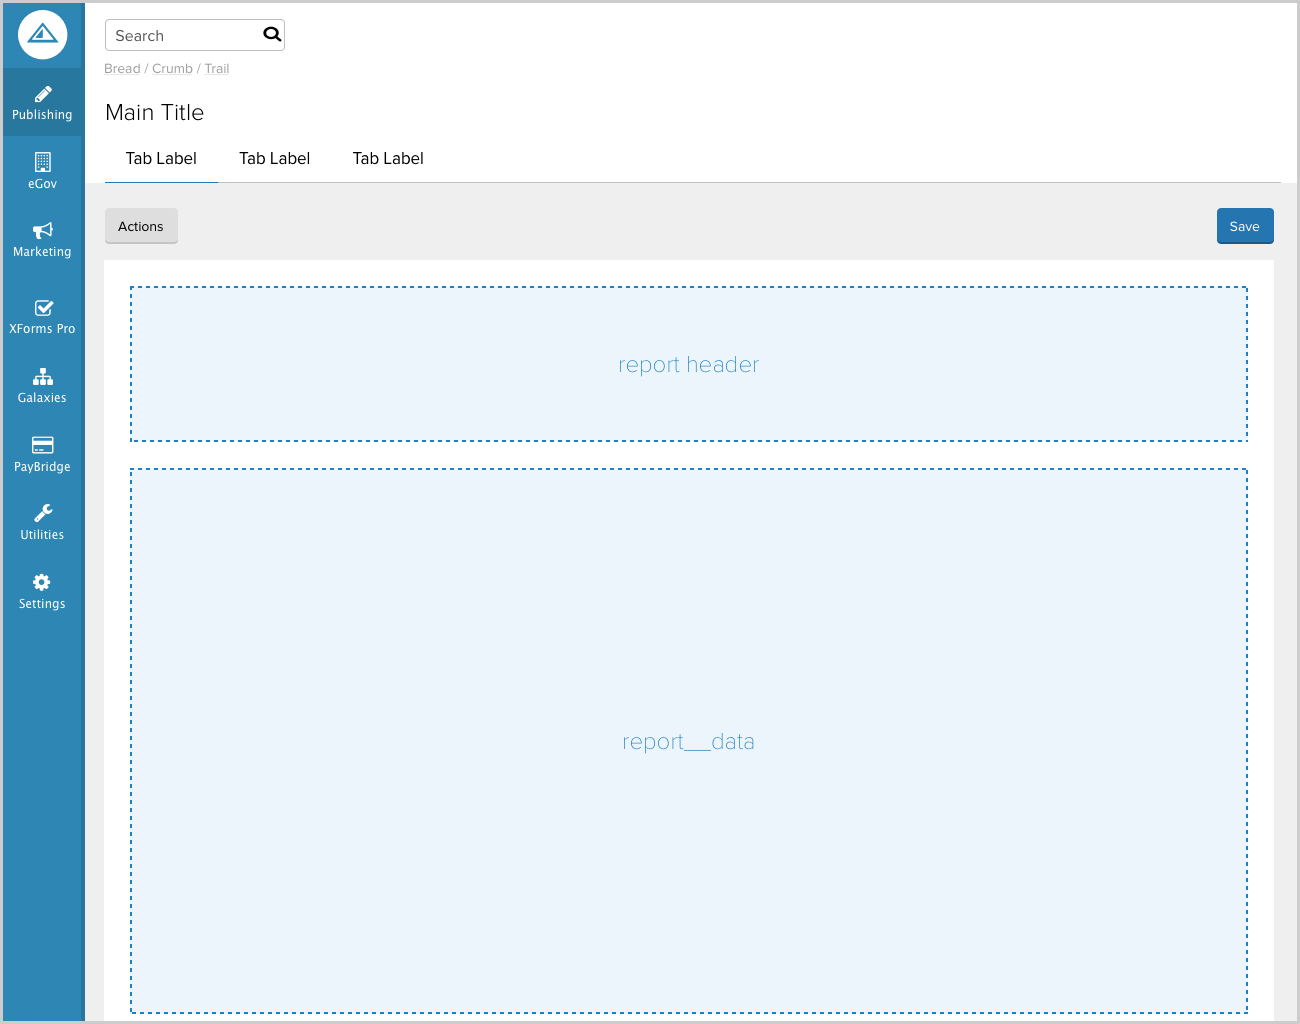 Search
Bread / Crumb / Trail
Main Title
Tab Label Tab Label Tab Label
Actions
Save
Publishing
eGov
Marketing
XForms Pro
Galaxies
PayBridge
Utilities
Settings
report header
report__data